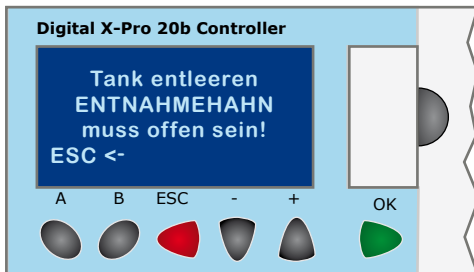 Digital X-Pro 20b Controller
Tank entleeren
ENTNAHMEHAHN
muss offen sein!
ESC <-
A B ESC - + OK